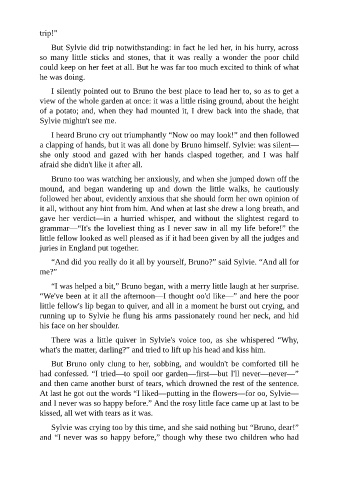 trip!”
But Sylvie did trip notwithstanding: in fact he led her, in his hurry, across
so many little sticks and stones, that it was really a wonder the poor child
could keep on her feet at all. But he was far too much excited to think of what
he was doing.
I silently pointed out to Bruno the best place to lead her to, so as to get a
view of the whole garden at once: it was a little rising ground, about the height
of a potato; and, when they had mounted it, I drew back into the shade, that
Sylvie mightn't see me.
I heard Bruno cry out triumphantly “Now oo may look!” and then followed
a clapping of hands, but it was all done by Bruno himself. Sylvie: was silent—
she only stood and gazed with her hands clasped together, and I was half
afraid she didn't like it after all.
Bruno too was watching her anxiously, and when she jumped down off the
mound, and began wandering up and down the little walks, he cautiously
followed her about, evidently anxious that she should form her own opinion of
it all, without any hint from him. And when at last she drew a long breath, and
gave her verdict—in a hurried whisper, and without the slightest regard to
grammar—“It's the loveliest thing as I never saw in all my life before!” the
little fellow looked as well pleased as if it had been given by all the judges and
juries in England put together.
“And did you really do it all by yourself, Bruno?” said Sylvie. “And all for
me?”
“I was helped a bit,” Bruno began, with a merry little laugh at her surprise.
“We've been at it all the afternoon—I thought oo'd like—” and here the poor
little fellow's lip began to quiver, and all in a moment he burst out crying, and
running up to Sylvie he flung his arms passionately round her neck, and hid
his face on her shoulder.
There was a little quiver in Sylvie's voice too, as she whispered “Why,
what's the matter, darling?” and tried to lift up his head and kiss him.
But Bruno only clung to her, sobbing, and wouldn't be comforted till he
had confessed. “I tried—to spoil oor garden—first—but I'll never—never—”
and then came another burst of tears, which drowned the rest of the sentence.
At last he got out the words “I liked—putting in the flowers—for oo, Sylvie—
and I never was so happy before.” And the rosy little face came up at last to be
kissed, all wet with tears as it was.
Sylvie was crying too by this time, and she said nothing but “Bruno, dear!”
and “I never was so happy before,” though why these two children who had